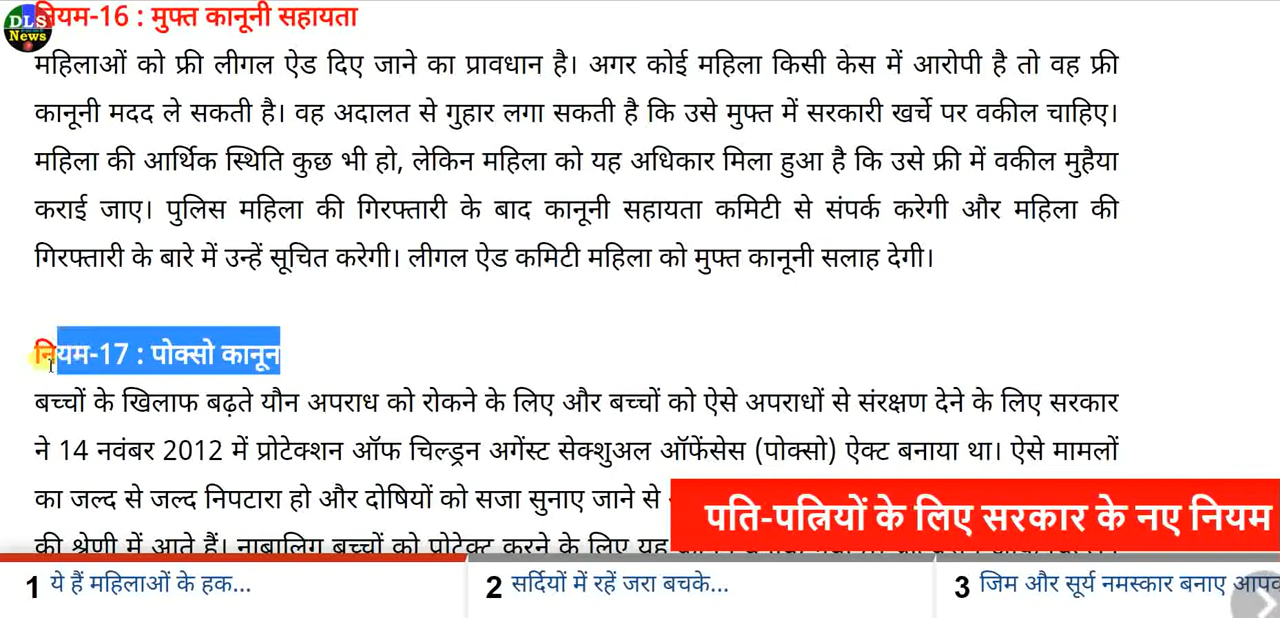 DLS News
नियम-16 : मुफ्त कानूनी सहायता
महिलाओं को फ्री लीगल ऐड दिए जाने का प्रावधान है। अगर कोई महिला किसी केस में आरोपी है तो वह फ्री
कानूनी मदद ले सकती है। वह अदालत से गुहार लगा सकती है कि उसे मुफ्त में सरकारी खर्चे पर वकील चाहिए।
महिला की आर्थिक स्थिति कुछ भी हो, लेकिन महिला को यह अधिकार मिला हुआ है कि उसे फ्री में वकील मुहैया
कराई जाए। पुलिस महिला की गिरफ्तारी के बाद कानूनी सहायता कमिटी से संपर्क करेगी और महिला की
गिरफ्तारी के बारे में उन्हें सूचित करेगी। लीगल ऐड कमिटी महिला को मुफ्त कानूनी सलाह देगी।
नियम-17 : पोक्सो कानून
बच्चों के खिलाफ बढ़ते यौन अपराध को रोकने के लिए और बच्चों को ऐसे अपराधों से संरक्षण देने के लिए सरकार
ने 14 नवंबर 2012 में प्रोटेक्शन ऑफ चिल्ड्रन अगेंस्ट सेक्शुअल ऑफेंसेस (पोक्सो) ऐक्ट बनाया था। ऐसे मामलों
का जल्द से जल्द निपटारा हो और दोषियों को सजा सुनाए जाने से
पति-पत्नियों के लिए सरकार के नए नियम
की श्रेणी में आते हैं। नाबालिग बच्चों को प्रोटेक्ट करने के लिए यह
1 ये हैं महिलाओं के हक...
2 सर्दियों में रहें जरा बचके...
3 जिम और सूर्य नमस्कार बनाए